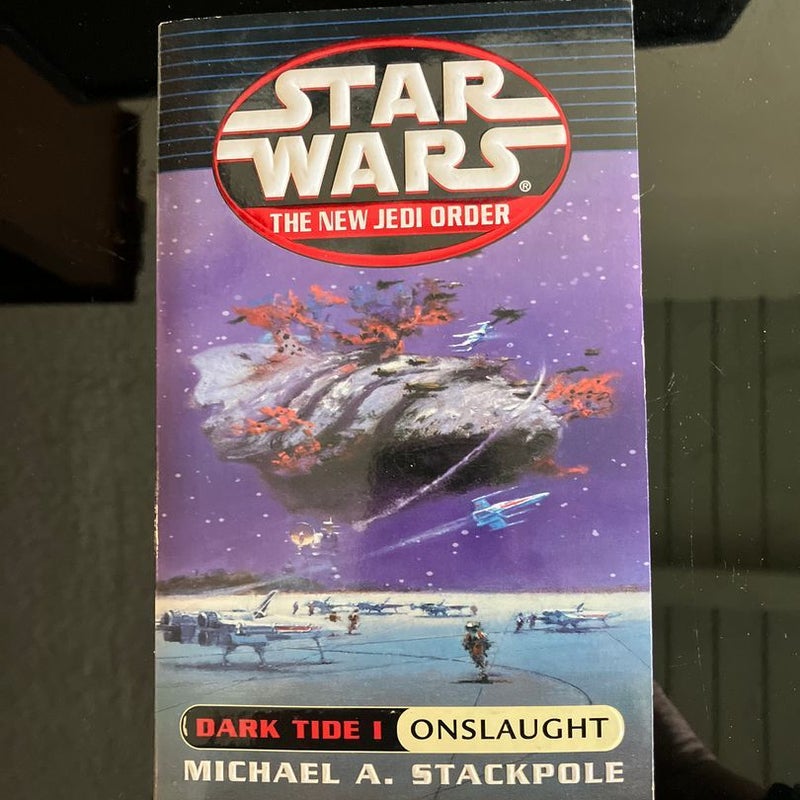 STAR
WARS®
THE NEW JEDI ORDER
DARK TIDE I ONSLAUGHT
MICHAEL A. STACKPOLE